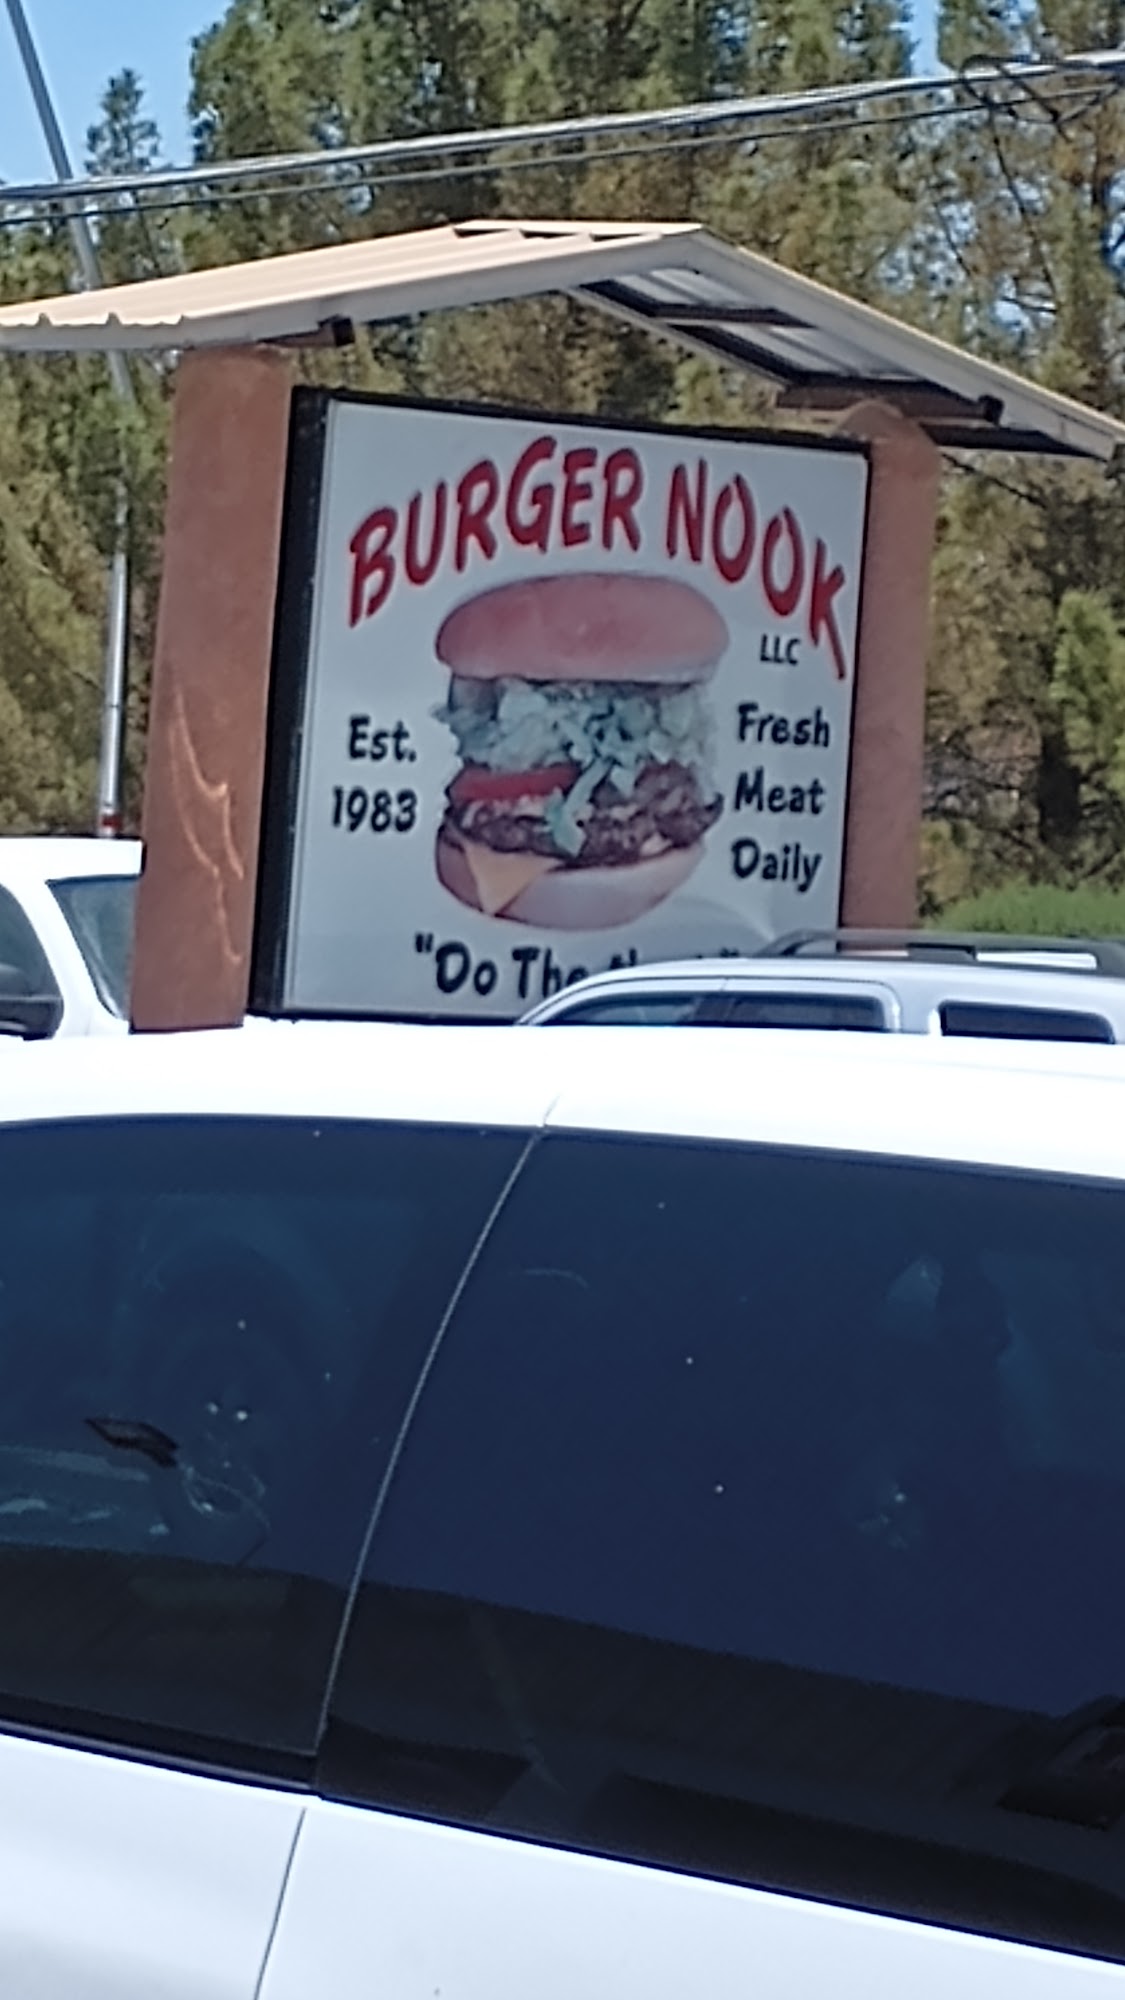 BURGER NOOK
LLC
Est.
1983
Fresh
Meat
Daily
"Do The